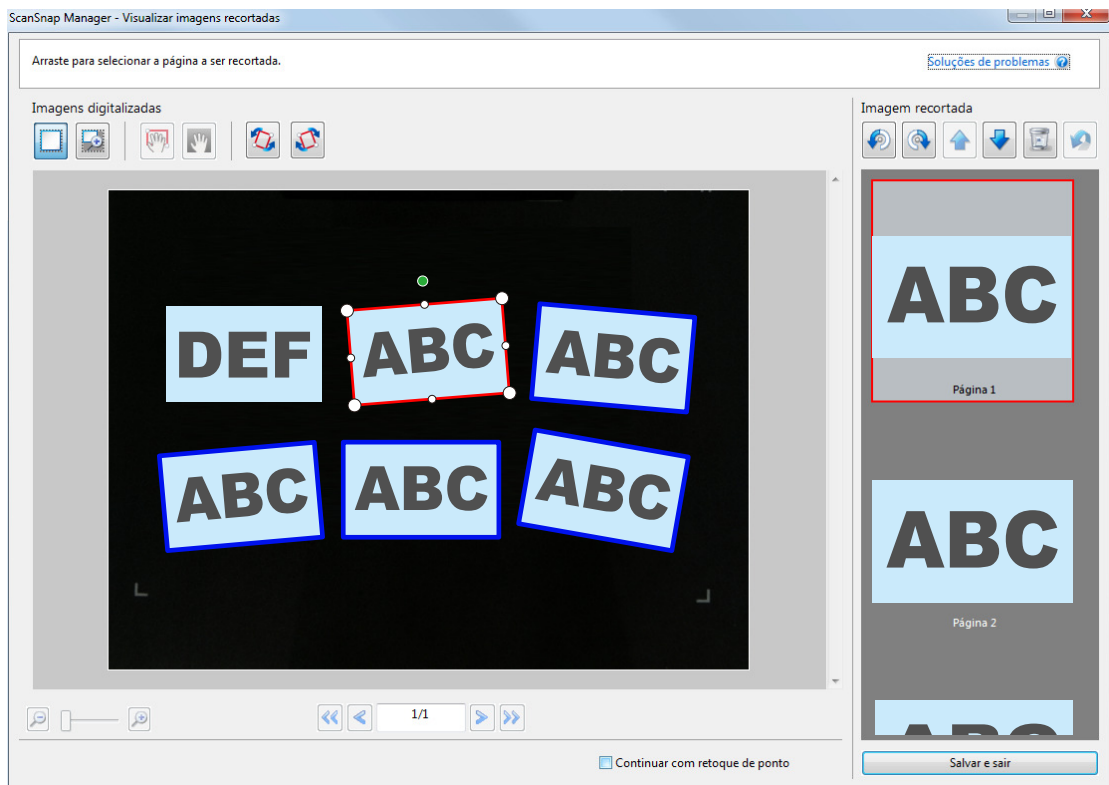 ScanSnap Manager - Visualizar imagens recortadas
Arraste para selecionar a página a ser recortada.
Soluções de problemas
Imagens digitalizadas
Imagem recortada
DEF
ABC
ABC
ABC
ABC
ABC
1/1
Continuar com retoque de ponto
ABC
Página 1
ABC
Página 2
ABC
Salvar e sair